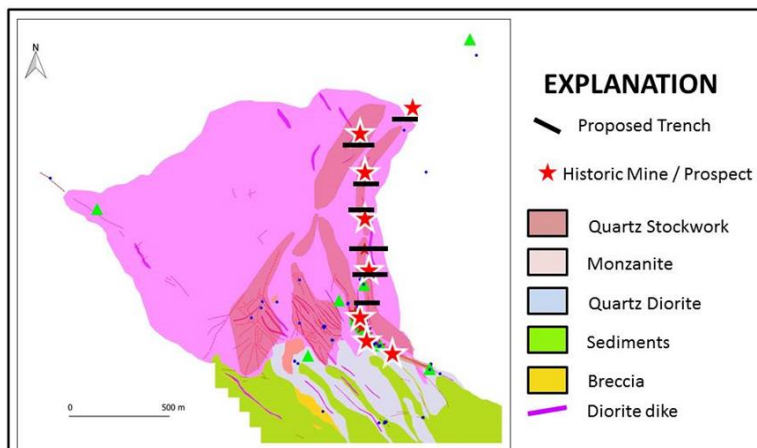 N
EXPLANATION
Proposed Trench
Historic Mine / Prospect
Quartz Stockwork
Monzanite
Quartz Diorite
Sediments
Breccia
Diorite dike
0 500 m